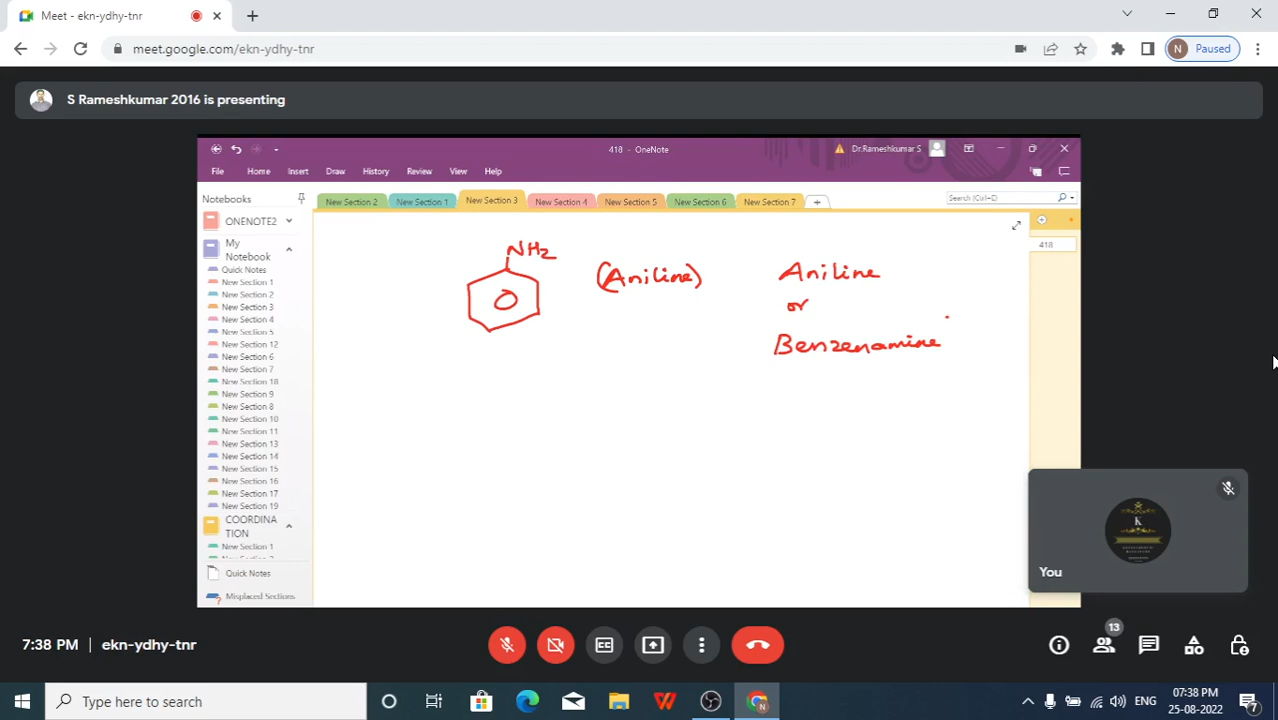 Meet - ekn-ydhy-tnr
meet.google.com/ekn-ydhy-tnr
N Paused
S Rameshkumar 2016 is presenting
418 - OneNote
Dr.Rameshkumar S
File Home Insert Draw History Review View Help
Notebooks
New Section 2 New Section 1 New Section 3 New Section 4 New Section 5 New Section 6 New Section 7
Search (Ctrl+E)
ONENOTE2
My
Notebook
Quick Notes
New Section 1
New Section 2
New Section 3
New Section 4
New Section 5
New Section 12
New Section 6
New Section 7
New Section 18
New Section 9
New Section 8
New Section 10
New Section 11
New Section 13
New Section 14
New Section 15
New Section 16
New Section 17
New Section 19
COORDINA
TION
New Section 1
Quick Notes
Misplaced Sections
418
NH2
(Aniline)
Aniline
or
Benzenamine
K
You
7:38 PM | ekn-ydhy-tnr
CC
13
Type here to search
W
N
ENG
07:38 PM
25-08-2022
7